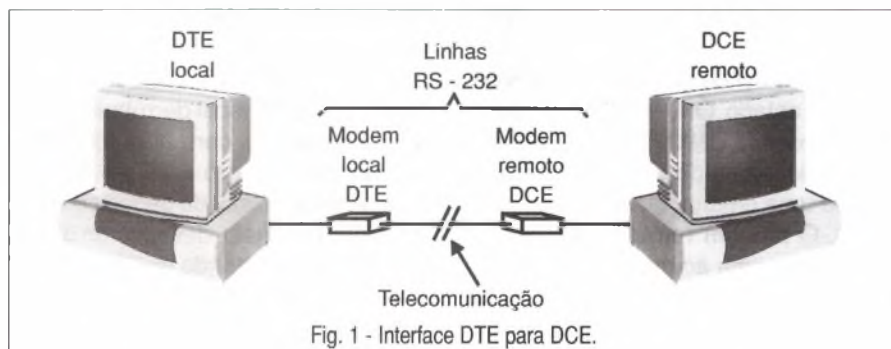 DTE
local
Linhas
RS - 232
DCE
remoto
Modem
local
DTE
Modem
remoto
DCE
Telecomunicação
Fig. 1 - Interface DTE para DCE.